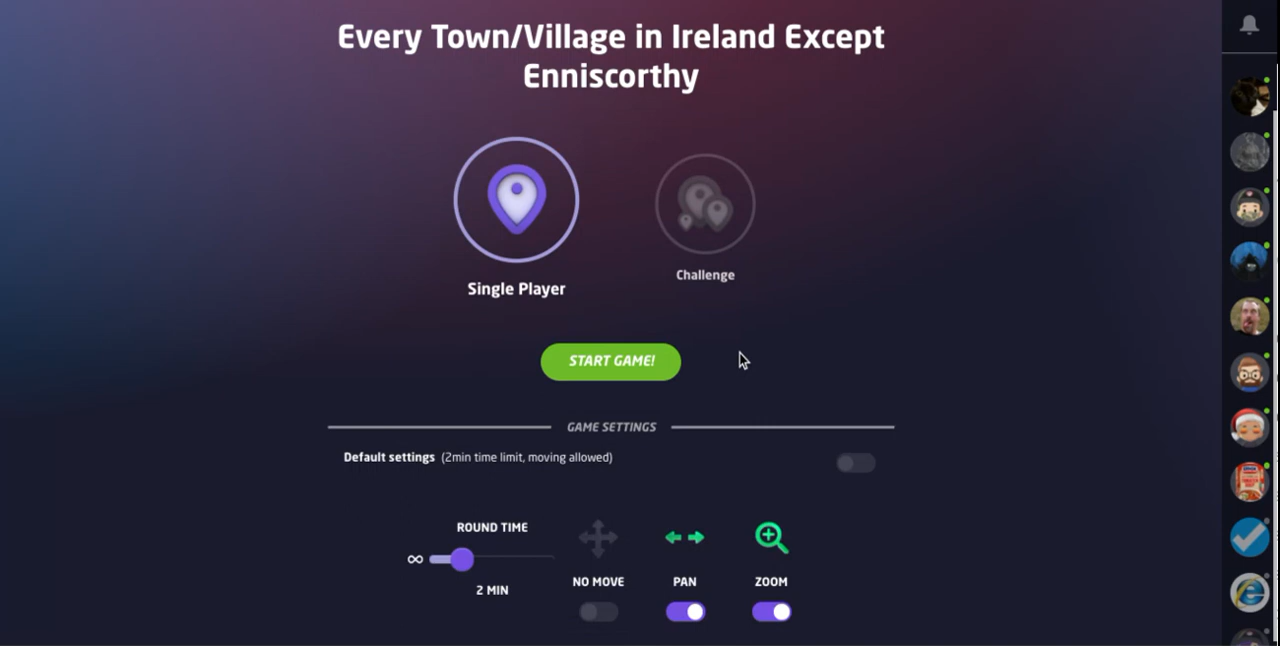 Every Town/Village in Ireland Except
Enniscorthy
Single Player
Challenge
START GAME!
GAME SETTINGS
Default settings (2min time limit, moving allowed)
ROUND TIME
∞
2 MIN
NO MOVE
PAN
ZOOM